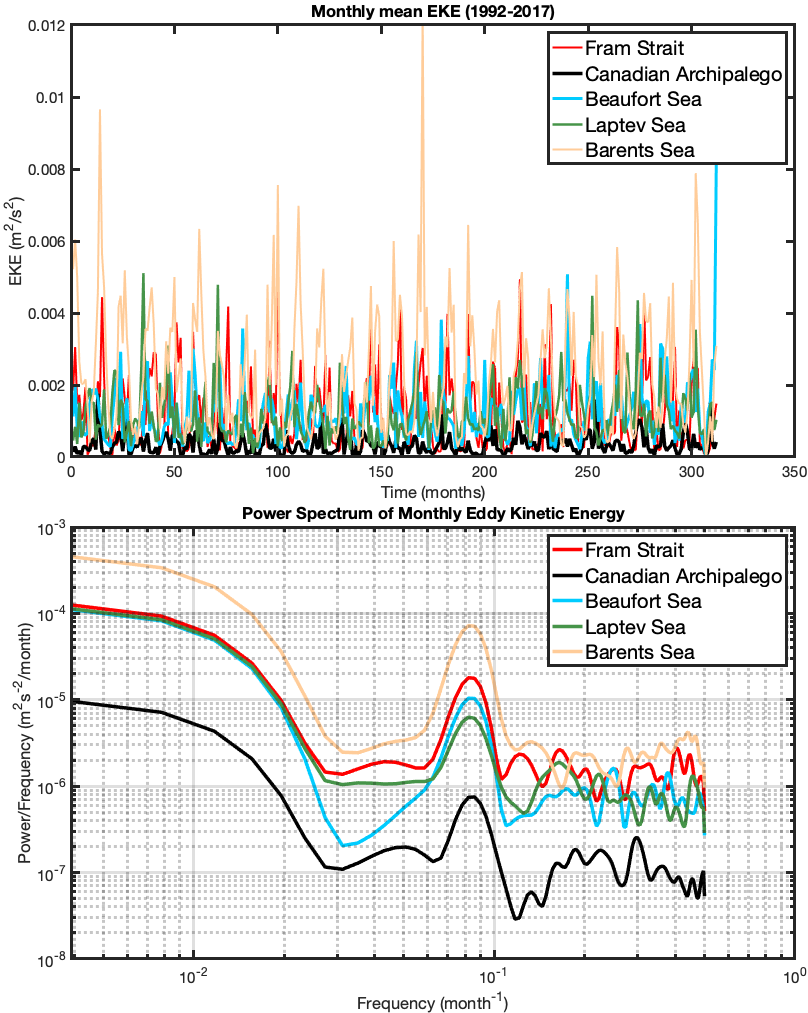 Monthly mean EKE (1992-2017)
EKE (m²/s²)
0.012
0.01
0.008
0.006
0.004
0.002
0
Fram Strait
Canadian Archipalego
Beaufort Sea
Laptev Sea
Barents Sea
0 50 100 150 200 250 300 350
Time (months)
Power Spectrum of Monthly Eddy Kinetic Energy
Power/Frequency (m²s⁻²/month)
10⁻³
10⁻⁴
10⁻⁵
10⁻⁶
10⁻⁷
10⁻⁸
Fram Strait
Canadian Archipalego
Beaufort Sea
Laptev Sea
Barents Sea
10⁻² 10⁻¹ 10⁰
Frequency (month⁻¹)